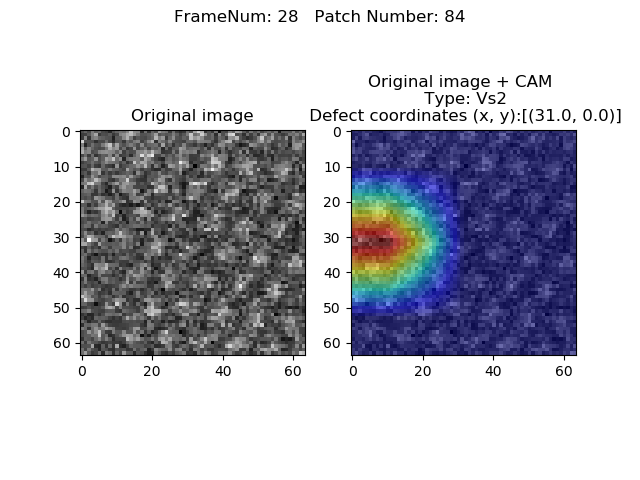 FrameNum: 28   Patch Number: 84
Original image
Original image + CAM
Type: Vs2
Defect coordinates (x, y):[(31.0, 0.0)]
0
10
20
30
40
50
60
0 20 40 60
0
10
20
30
40
50
60
0 20 40 60